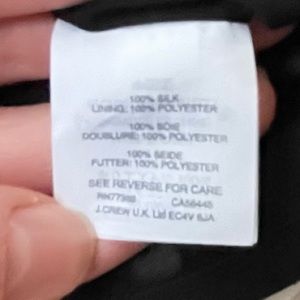 100% SILK
LINING: 100% POLYESTER
100% SOIE
DOUBLURE: 100% POLYESTER
100% SEIDE
FUTTER: 100% POLYESTER
SEE REVERSE FOR CARE
RN77388 CA56445
J.CREW U.K. Ltd EC4V 6JA